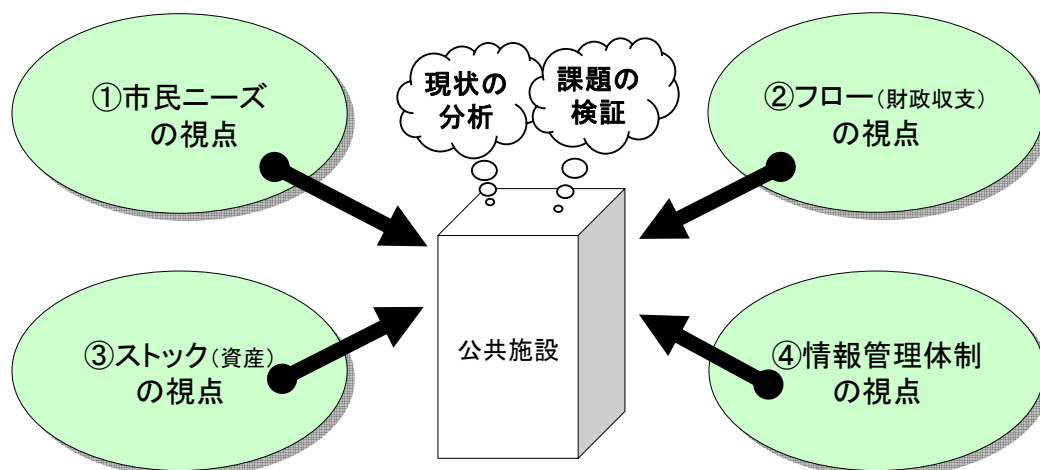 ①市民ニーズ
の視点
現状の
分析
課題の
検証
②フロー(財政収支)
の視点
③ストック(資産)
の視点
公共施設
④情報管理体制
の視点